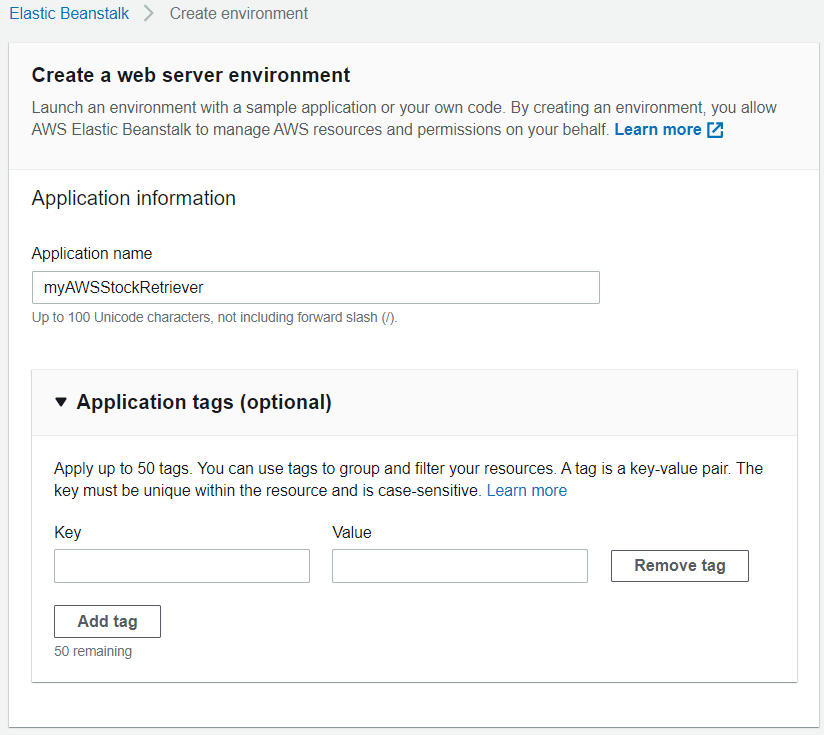 Elastic Beanstalk > Create environment
Create a web server environment
Launch an environment with a sample application or your own code. By creating an environment, you allow
AWS Elastic Beanstalk to manage AWS resources and permissions on your behalf. Learn more
Application information
Application name
myAWSStockRetriever
Up to 100 Unicode characters, not including forward slash (/).
Application tags (optional)
Apply up to 50 tags. You can use tags to group and filter your resources. A tag is a key-value pair. The
key must be unique within the resource and is case-sensitive. Learn more
Key Value
Remove tag
Add tag
50 remaining